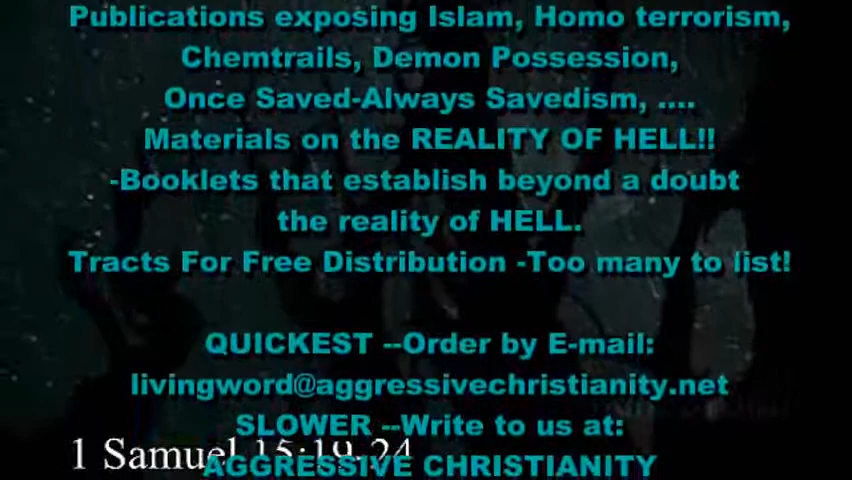 Publications exposing Islam, Homo terrorism,
Chemtrails, Demon Possession,
Once Saved-Always Savedism, ....
Materials on the REALITY OF HELL!!
-Booklets that establish beyond a doubt
the reality of HELL.
Tracts For Free Distribution -Too many to list!
QUICKEST --Order by E-mail:
livingword@aggressivechristianity.net
SLOWER --Write to us at:
1 Samuel 15:19-24
AGGRESSIVE CHRISTIANITY